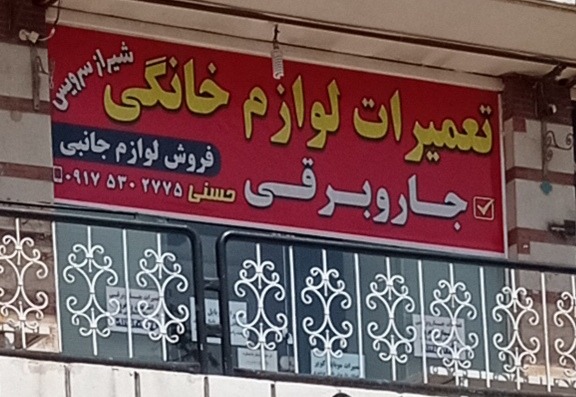 شیراز سرویس
تعمیرات لوازم خانگی
فروش لوازم جانبی
جاروبرقی
حسنی ۰۹۱۷ ۵۳۰ ۲۷۷۵